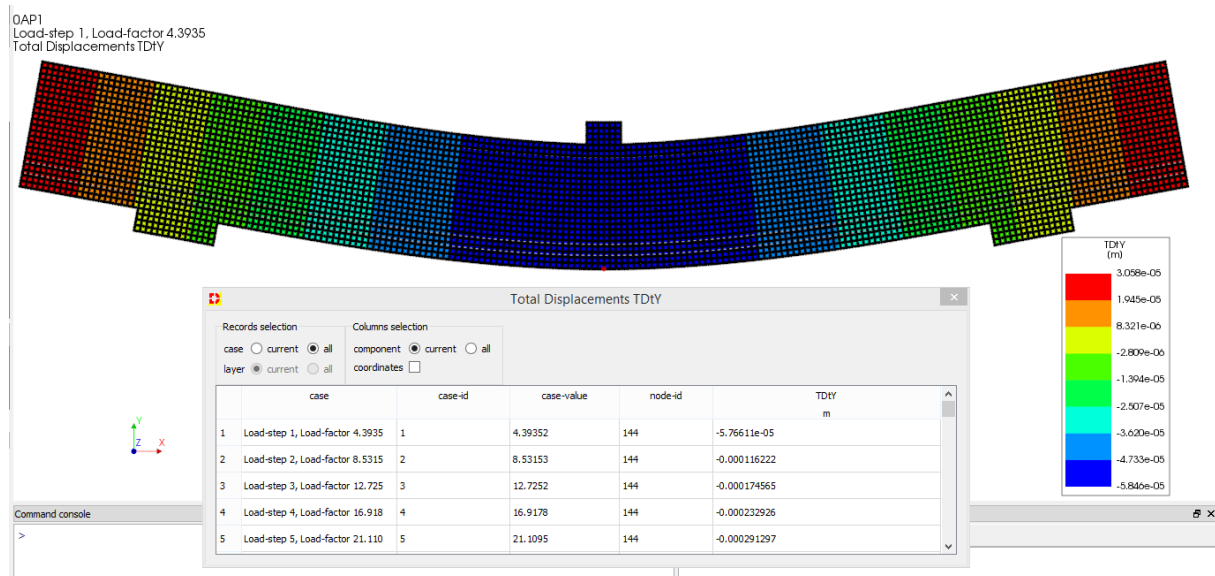 0AP1
Load-step 1, Load-factor 4.3935
Total Displacements TDtY
TDtY
(m)
3.058e-05
1.945e-05
8.321e-06
-2.809e-06
-1.394e-05
-2.507e-05
-3.620e-05
-4.733e-05
-5.846e-05
Y
Z X
Total Displacements TDtY
Records selection Columns selection
case current all component current all
layer current all coordinates
case case-id case-value node-id TDtY
m
1 Load-step 1, Load-factor 4.3935 1 4.39352 144 -5.76611e-05
2 Load-step 2, Load-factor 8.5315 2 8.53153 144 -0.000116222
3 Load-step 3, Load-factor 12.725 3 12.7252 144 -0.000174565
4 Load-step 4, Load-factor 16.918 4 16.9178 144 -0.000232926
5 Load-step 5, Load-factor 21.110 5 21.1095 144 -0.000291297
Command console
>